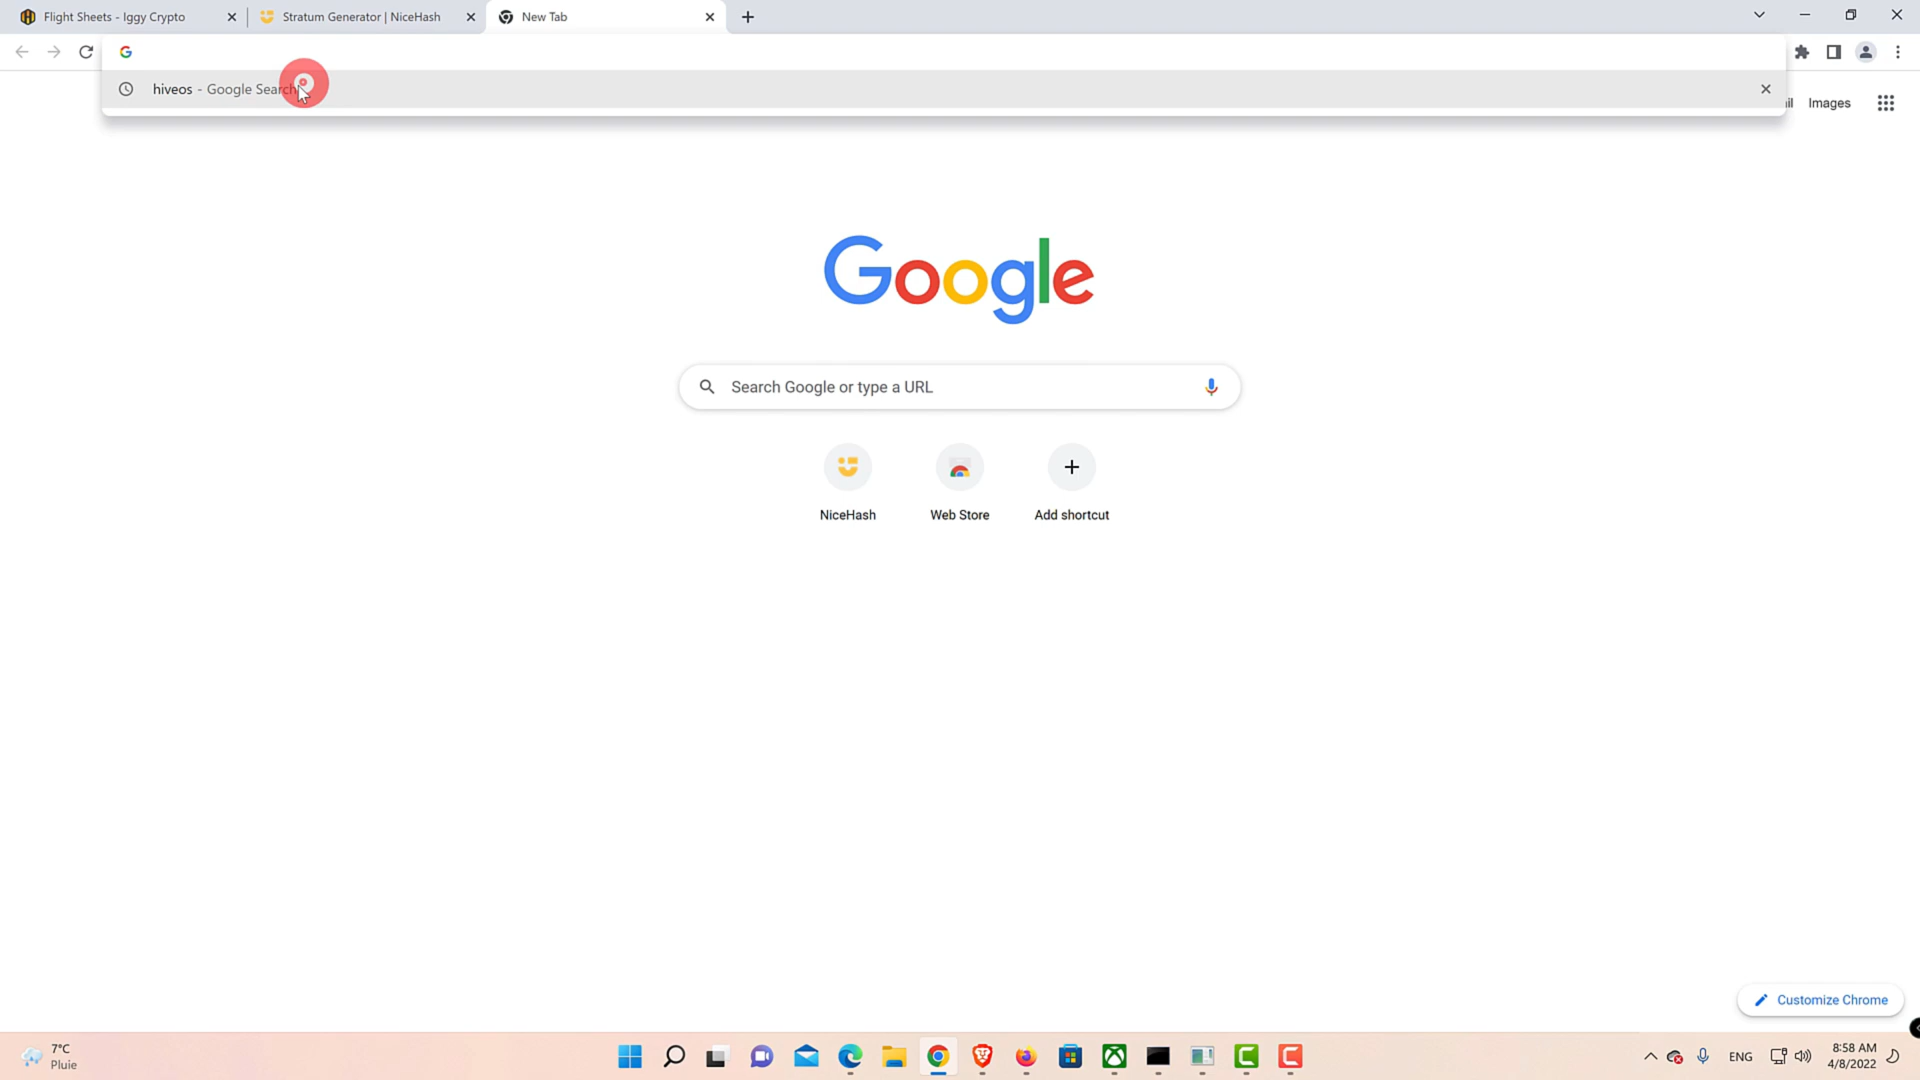 Flight Sheets - Iggy Crypto
Stratum Generator | NiceHash
New Tab
hiveos - Google Search
Images
Google
Search Google or type a URL
NiceHash
Web Store
Add shortcut
Customize Chrome
7°C
Pluie
ENG
8:58 AM
4/8/2022